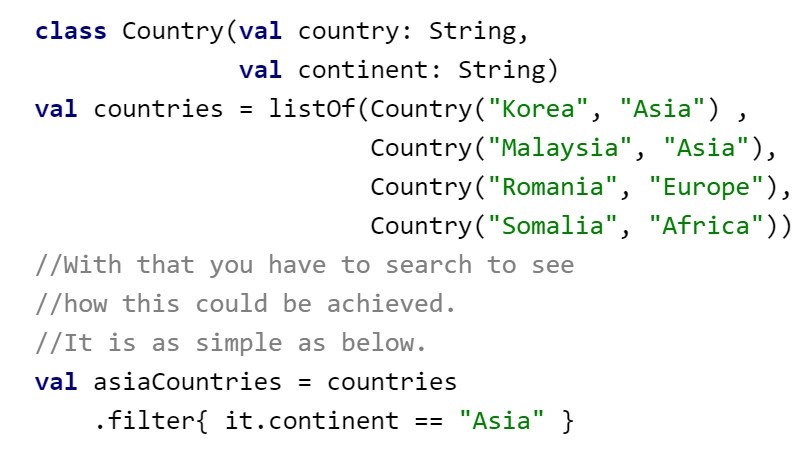 class Country(val country: String,
val continent: String)
val countries = listOf(Country("Korea", "Asia") ,
Country("Malaysia", "Asia"),
Country("Romania", "Europe"),
Country("Somalia", "Africa"))
//With that you have to search to see
//how this could be achieved.
//It is as simple as below.
val asiaCountries = countries
.filter{ it.continent == "Asia" }